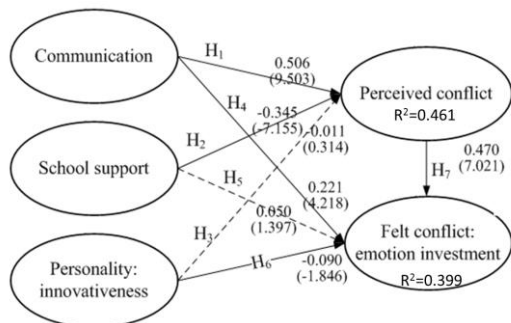 Communication
H1
0.506
(9.503)
Perceived conflict
R²=0.461
H4
-0.345
(-7.155)
-0.011
(0.314)
H2
School support
0.470
(7.021)
H7
H5
0.221
(4.218)
0.050
(1.397)
H3
Felt conflict:
emotion investment
R²=0.399
Personality:
innovativeness
H6
-0.090
(-1.846)